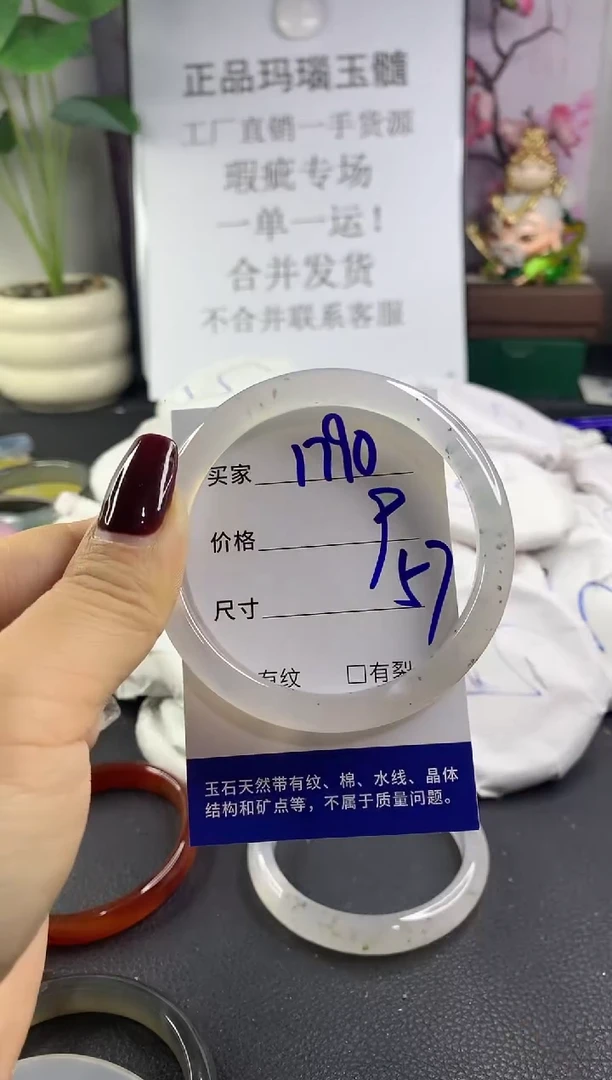 正品玛瑙玉髓
工厂直销一手货源
瑕疵专场
一单一运！
合并发货
不合并联系客服
买家 1790
价格 9
尺寸 57
有纹 □有裂
玉石天然带有纹、棉、水线、晶体
结构和矿点等，不属于质量问题。